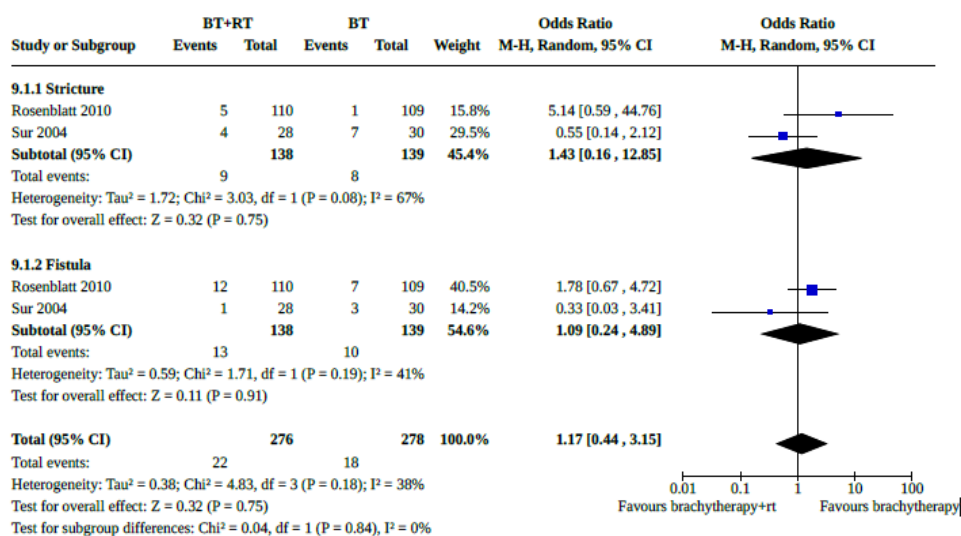 BT+RT BT Odds Ratio Odds Ratio
Study or Subgroup Events Total Events Total Weight M-H, Random, 95% CI M-H, Random, 95% CI
9.1.1 Stricture
Rosenblatt 2010 5 110 1 109 15.8% 5.14 [0.59 , 44.76]
Sur 2004 4 28 7 30 29.5% 0.55 [0.14 , 2.12]
Subtotal (95% CI) 138 139 45.4% 1.43 [0.16 , 12.85]
Total events: 9 8
Heterogeneity: Tau² = 1.72; Chi² = 3.03, df = 1 (P = 0.08); I² = 67%
Test for overall effect: Z = 0.32 (P = 0.75)
9.1.2 Fistula
Rosenblatt 2010 12 110 7 109 40.5% 1.78 [0.67 , 4.72]
Sur 2004 1 28 3 30 14.2% 0.33 [0.03 , 3.41]
Subtotal (95% CI) 138 139 54.6% 1.09 [0.24 , 4.89]
Total events: 13 10
Heterogeneity: Tau² = 0.59; Chi² = 1.71, df = 1 (P = 0.19); I² = 41%
Test for overall effect: Z = 0.11 (P = 0.91)
Total (95% CI) 276 278 100.0% 1.17 [0.44 , 3.15]
Total events: 22 18
Heterogeneity: Tau² = 0.38; Chi² = 4.83, df = 3 (P = 0.18); I² = 38%
0.01 0.1 1 10 100
Test for overall effect: Z = 0.32 (P = 0.75) Favours brachytherapy+rt Favours brachytherapy
Test for subgroup differences: Chi² = 0.04, df = 1 (P = 0.84), I² = 0%